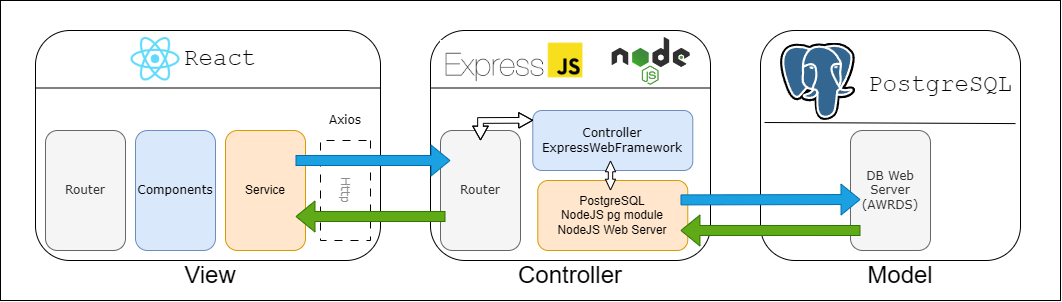 React
Express
JS
node
JS
PostgreSQL
Axios
Router
Components
Service
Http
Router
Controller
ExpressWebFramework
PostgreSQL
NodeJS pg module
NodeJS Web Server
DB Web
Server
(AWRDS)
View
Controller
Model